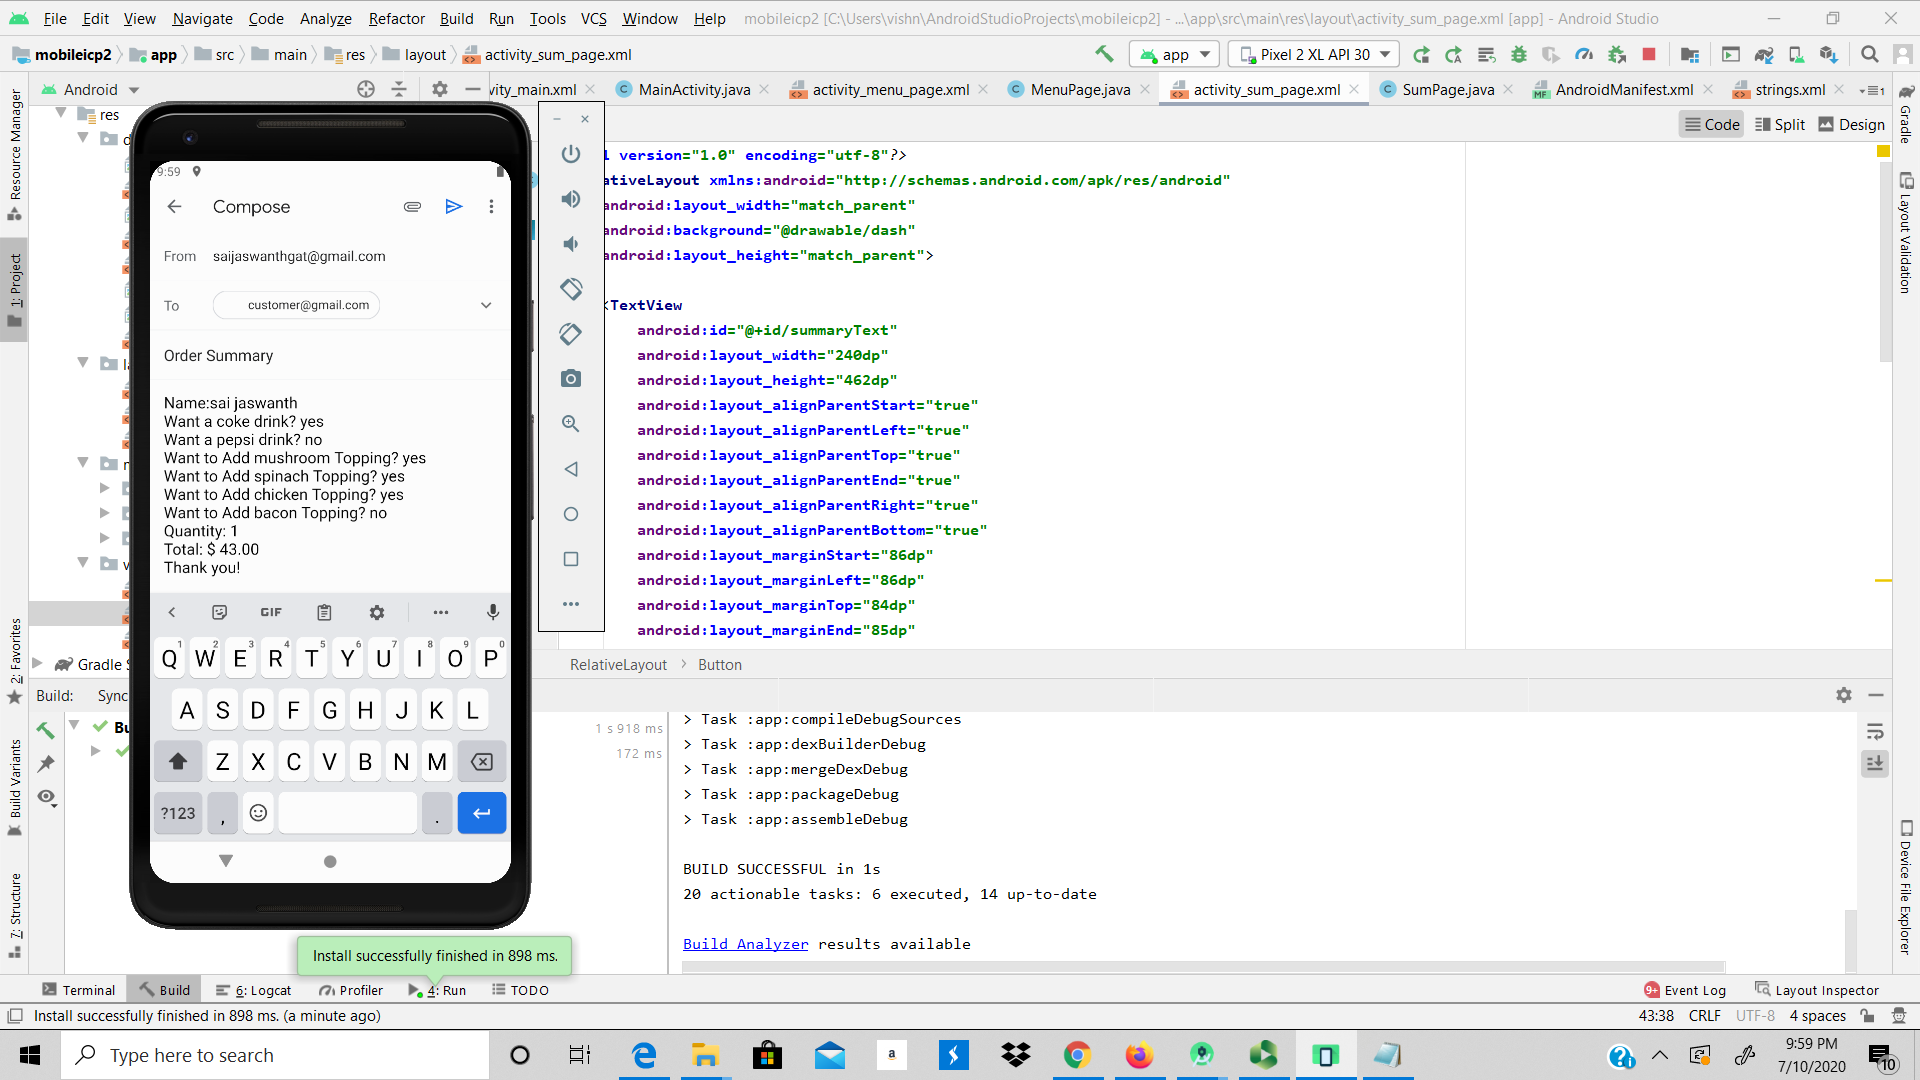 File Edit View Navigate Code Analyze Refactor Build Run Tools VCS Window Help mobileicp2 [C:\Users\vishn\AndroidStudioProjects\mobileicp2] - ...\app\src\main\res\layout\activity_sum_page.xml [app] - Android Studio
mobileicp2 app src main res layout activity_sum_page.xml app Pixel 2 XL API 30
Android vity_main.xml MainActivity.java activity_menu_page.xml MenuPage.java activity_sum_page.xml SumPage.java AndroidManifest.xml strings.xml
Code Split Design
Resource Manager
1: Project
2: Favorites
Build Variants
7: Structure
res
Gradle S
9:59
Compose
From saijaswanthgat@gmail.com
To customer@gmail.com
Order Summary
Name:sai jaswanth
Want a coke drink? yes
Want a pepsi drink? no
Want to Add mushroom Topping? yes
Want to Add spinach Topping? yes
Want to Add chicken Topping? yes
Want to Add bacon Topping? no
Quantity: 1
Total: $ 43.00
Thank you!
GIF
Q1 W2 E3 R4 T5 Y6 U7 I8 O9 P0
A S D F G H J K L
Z X C V B N M
?123 , .
l version="1.0" encoding="utf-8"?>
ativeLayout xmlns:android="http://schemas.android.com/apk/res/android"
android:layout_width="match_parent"
android:background="@drawable/dash"
android:layout_height="match_parent">
<TextView
android:id="@+id/summaryText"
android:layout_width="240dp"
android:layout_height="462dp"
android:layout_alignParentStart="true"
android:layout_alignParentLeft="true"
android:layout_alignParentTop="true"
android:layout_alignParentEnd="true"
android:layout_alignParentRight="true"
android:layout_alignParentBottom="true"
android:layout_marginStart="86dp"
android:layout_marginLeft="86dp"
android:layout_marginTop="84dp"
android:layout_marginEnd="85dp"
RelativeLayout Button
Gradle
Layout Validation
Device File Explorer
Build: Sync
Bu
1 s 918 ms
172 ms
> Task :app:compileDebugSources
> Task :app:dexBuilderDebug
> Task :app:mergeDexDebug
> Task :app:packageDebug
> Task :app:assembleDebug
BUILD SUCCESSFUL in 1s
20 actionable tasks: 6 executed, 14 up-to-date
Build Analyzer results available
Install successfully finished in 898 ms.
Terminal Build 6: Logcat Profiler 4: Run TODO 9+ Event Log Layout Inspector
Install successfully finished in 898 ms. (a minute ago) 43:38 CRLF UTF-8 4 spaces
Type here to search
9:59 PM
7/10/2020
10